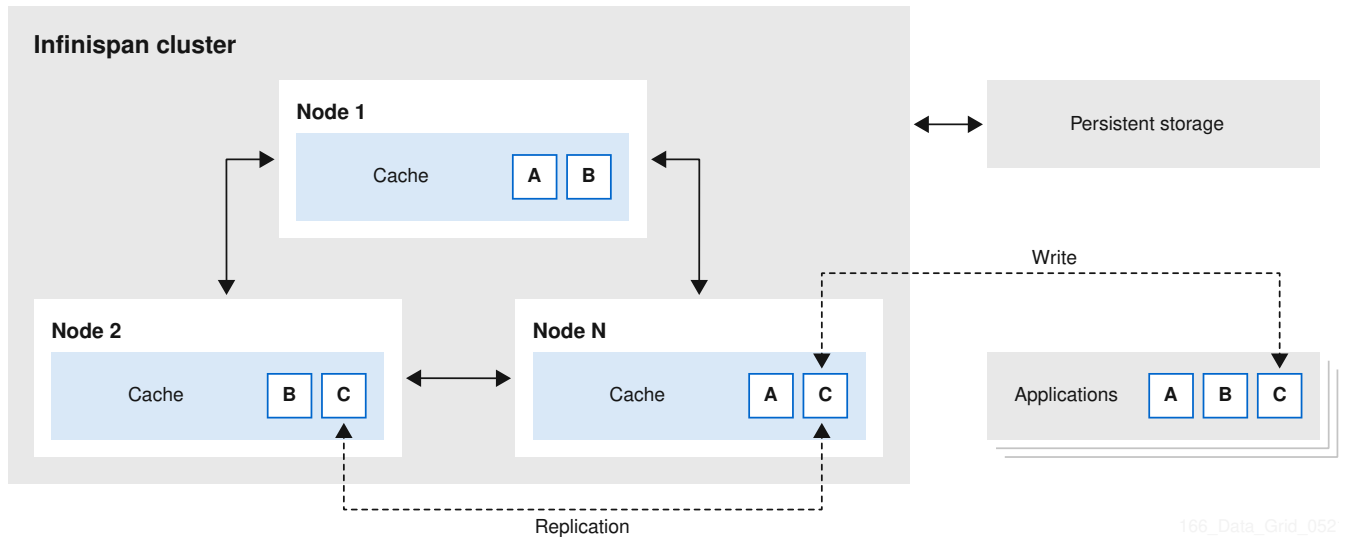 Infinispan cluster
Node 1
Cache
A
B
Persistent storage
Write
Node 2
Cache
B
C
Node N
Cache
A
C
Applications
A
B
C
Replication
166_Data_Grid_052